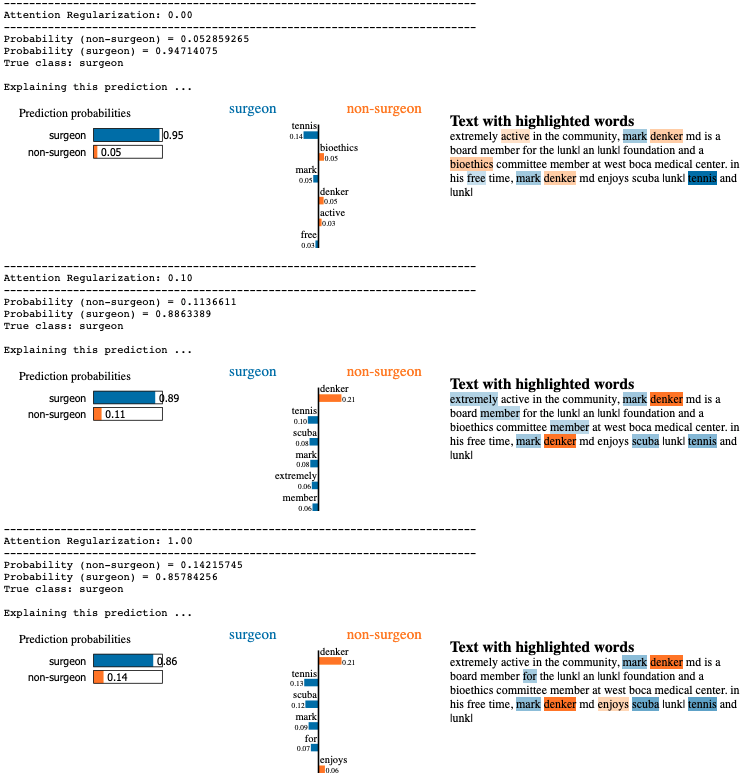 --------------------------------------------------------------------
Attention Regularization: 0.00
--------------------------------------------------------------------
Probability (non-surgeon) = 0.052859265
Probability (surgeon) = 0.94714075
True class: surgeon
Explaining this prediction ...
Prediction probabilities
surgeon 0.95
non-surgeon 0.05
surgeon non-surgeon
tennis
0.14
bioethics
0.05
mark
0.05
denker
0.05
active
0.03
free
0.03
Text with highlighted words
extremely active in the community, mark denker md is a
board member for the |unk| an |unk| foundation and a
bioethics committee member at west boca medical center. in
his free time, mark denker md enjoys scuba |unk| tennis and
|unk|
--------------------------------------------------------------------
Attention Regularization: 0.10
--------------------------------------------------------------------
Probability (non-surgeon) = 0.1136611
Probability (surgeon) = 0.8863389
True class: surgeon
Explaining this prediction ...
Prediction probabilities
surgeon 0.89
non-surgeon 0.11
surgeon non-surgeon
denker
0.21
tennis
0.10
scuba
0.08
mark
0.08
extremely
0.06
member
0.06
Text with highlighted words
extremely active in the community, mark denker md is a
board member for the |unk| an |unk| foundation and a
bioethics committee member at west boca medical center. in
his free time, mark denker md enjoys scuba |unk| tennis and
|unk|
--------------------------------------------------------------------
Attention Regularization: 1.00
--------------------------------------------------------------------
Probability (non-surgeon) = 0.14215745
Probability (surgeon) = 0.85784256
True class: surgeon
Explaining this prediction ...
Prediction probabilities
surgeon 0.86
non-surgeon 0.14
surgeon non-surgeon
denker
0.21
tennis
0.13
scuba
0.12
mark
0.09
for
0.07
enjoys
0.06
Text with highlighted words
extremely active in the community, mark denker md is a
board member for the |unk| an |unk| foundation and a
bioethics committee member at west boca medical center. in
his free time, mark denker md enjoys scuba |unk| tennis and
|unk|